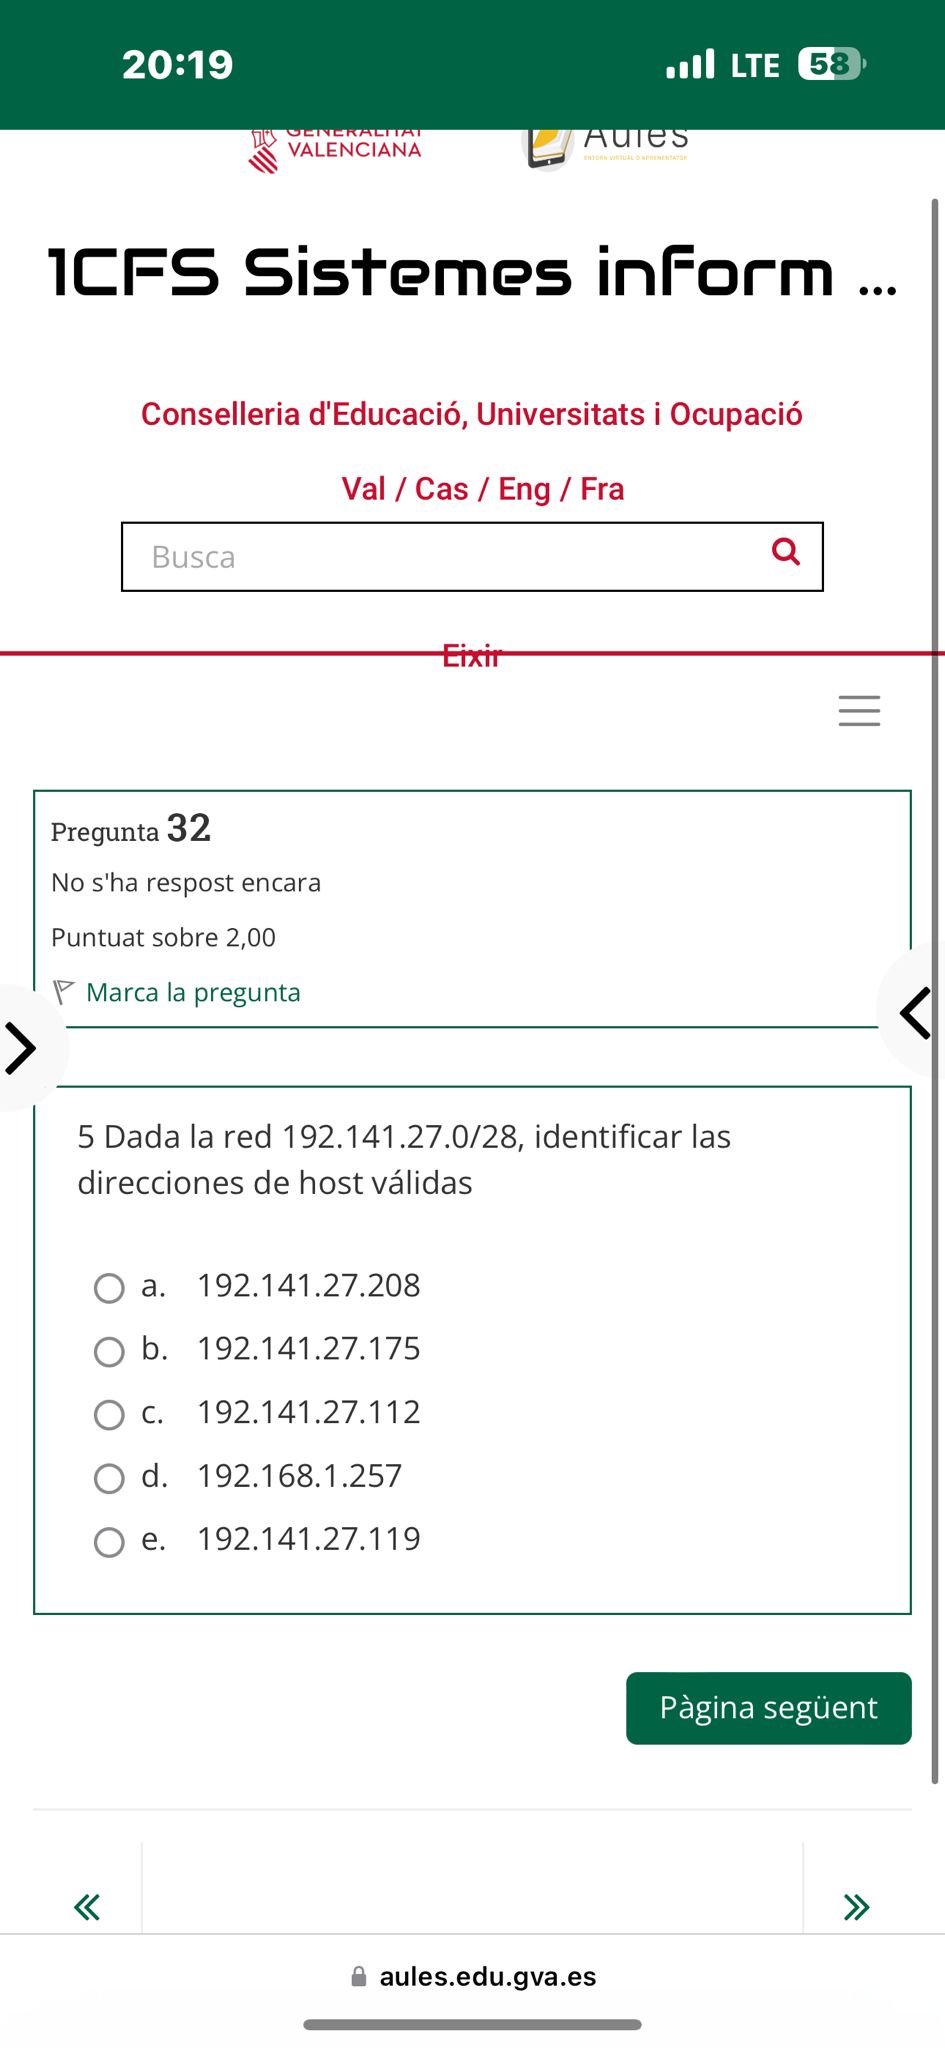 20:19
LTE 58
GENERALITAT
VALENCIANA
Aules
ENTORN VIRTUAL D'APRENENTATGE
1CFS Sistemes inform ...
Conselleria d'Educació, Universitats i Ocupació
Val / Cas / Eng / Fra
Busca
Eixir
Pregunta 32
No s'ha respost encara
Puntuat sobre 2,00
Marca la pregunta
5 Dada la red 192.141.27.0/28, identificar las
direcciones de host válidas
a. 192.141.27.208
b. 192.141.27.175
c. 192.141.27.112
d. 192.168.1.257
e. 192.141.27.119
Pàgina següent
aules.edu.gva.es